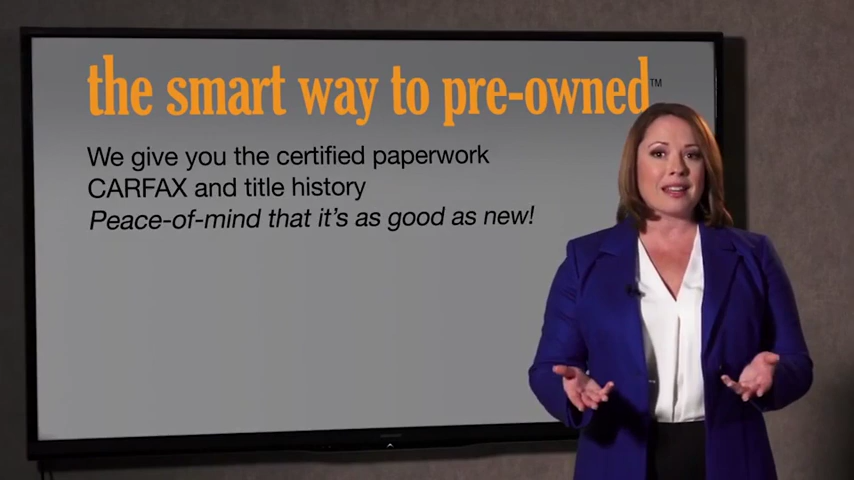 the smart way to pre-owned™
We give you the certified paperwork
CARFAX and title history
Peace-of-mind that it's as good as new!